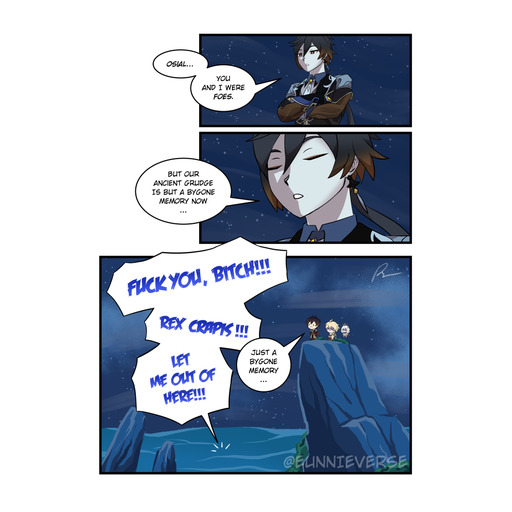 OSIAL...
YOU
AND I WERE
FOES.
BUT OUR
ANCIENT GRUDGE
IS BUT A BYGONE
MEMORY NOW
...
FUCK YOU, BITCH!!!
REX CRAPIS!!!
LET
ME OUT OF
HERE!!!
JUST A
BYGONE
MEMORY
...
@EUNNIEVERSE